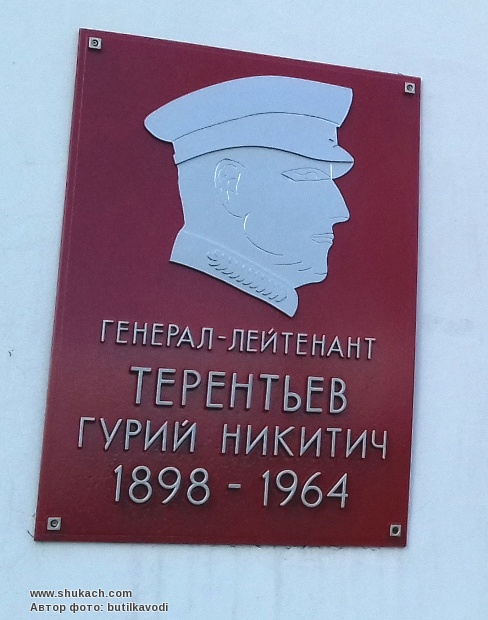 ГЕНЕРАЛ-ЛЕЙТЕНАНТ
ТЕРЕНТЬЕВ
ГУРИЙ НИКИТИЧ
1898 - 1964
www.shukach.com
Автор фото: butilkavodi